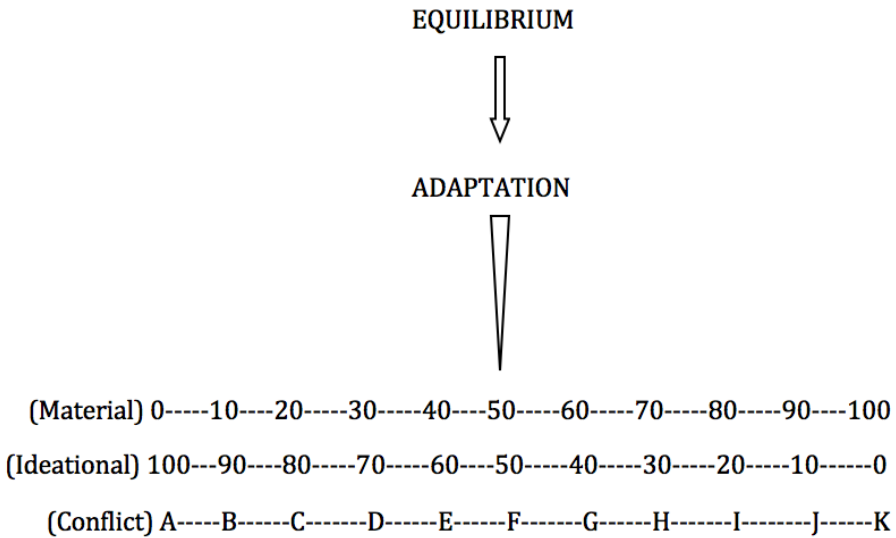 EQUILIBRIUM
ADAPTATION
(Material) 0-----10----20-----30-----40----50-----60-----70-----80-----90----100
(Ideational) 100---90----80-----70-----60----50-----40-----30-----20-----10------0
(Conflict) A-----B------C-------D------E------F-------G------H-------I--------J------K